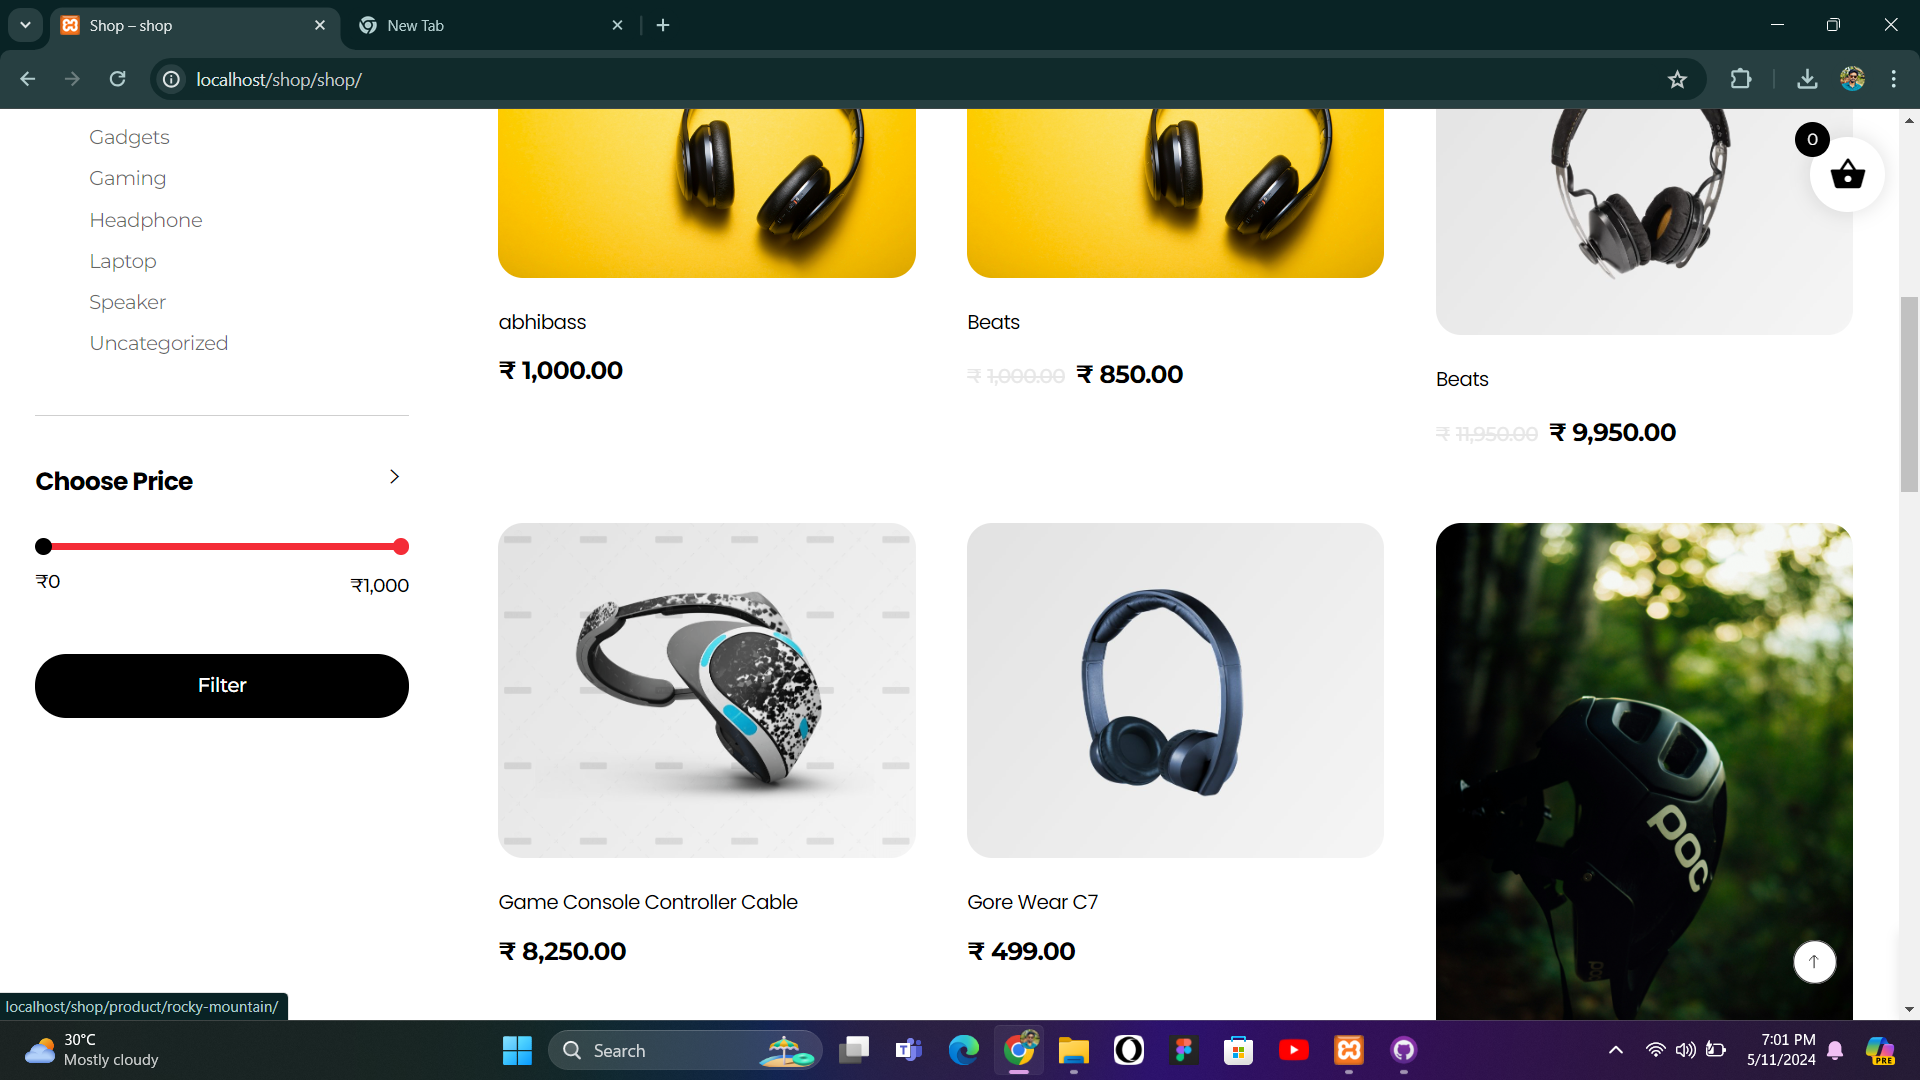 Shop – shop
New Tab
localhost/shop/shop/
Gadgets
Gaming
Headphone
Laptop
Speaker
Uncategorized
Choose Price
₹0
₹1,000
Filter
0
abhibass
₹ 1,000.00
Beats
₹ 1,000.00 ₹ 850.00
Beats
₹ 11,950.00 ₹ 9,950.00
Game Console Controller Cable
₹ 8,250.00
Gore Wear C7
₹ 499.00
poc
poc
localhost/shop/product/rocky-mountain/
30°C
Mostly cloudy
Search
7:01 PM
5/11/2024
PRE